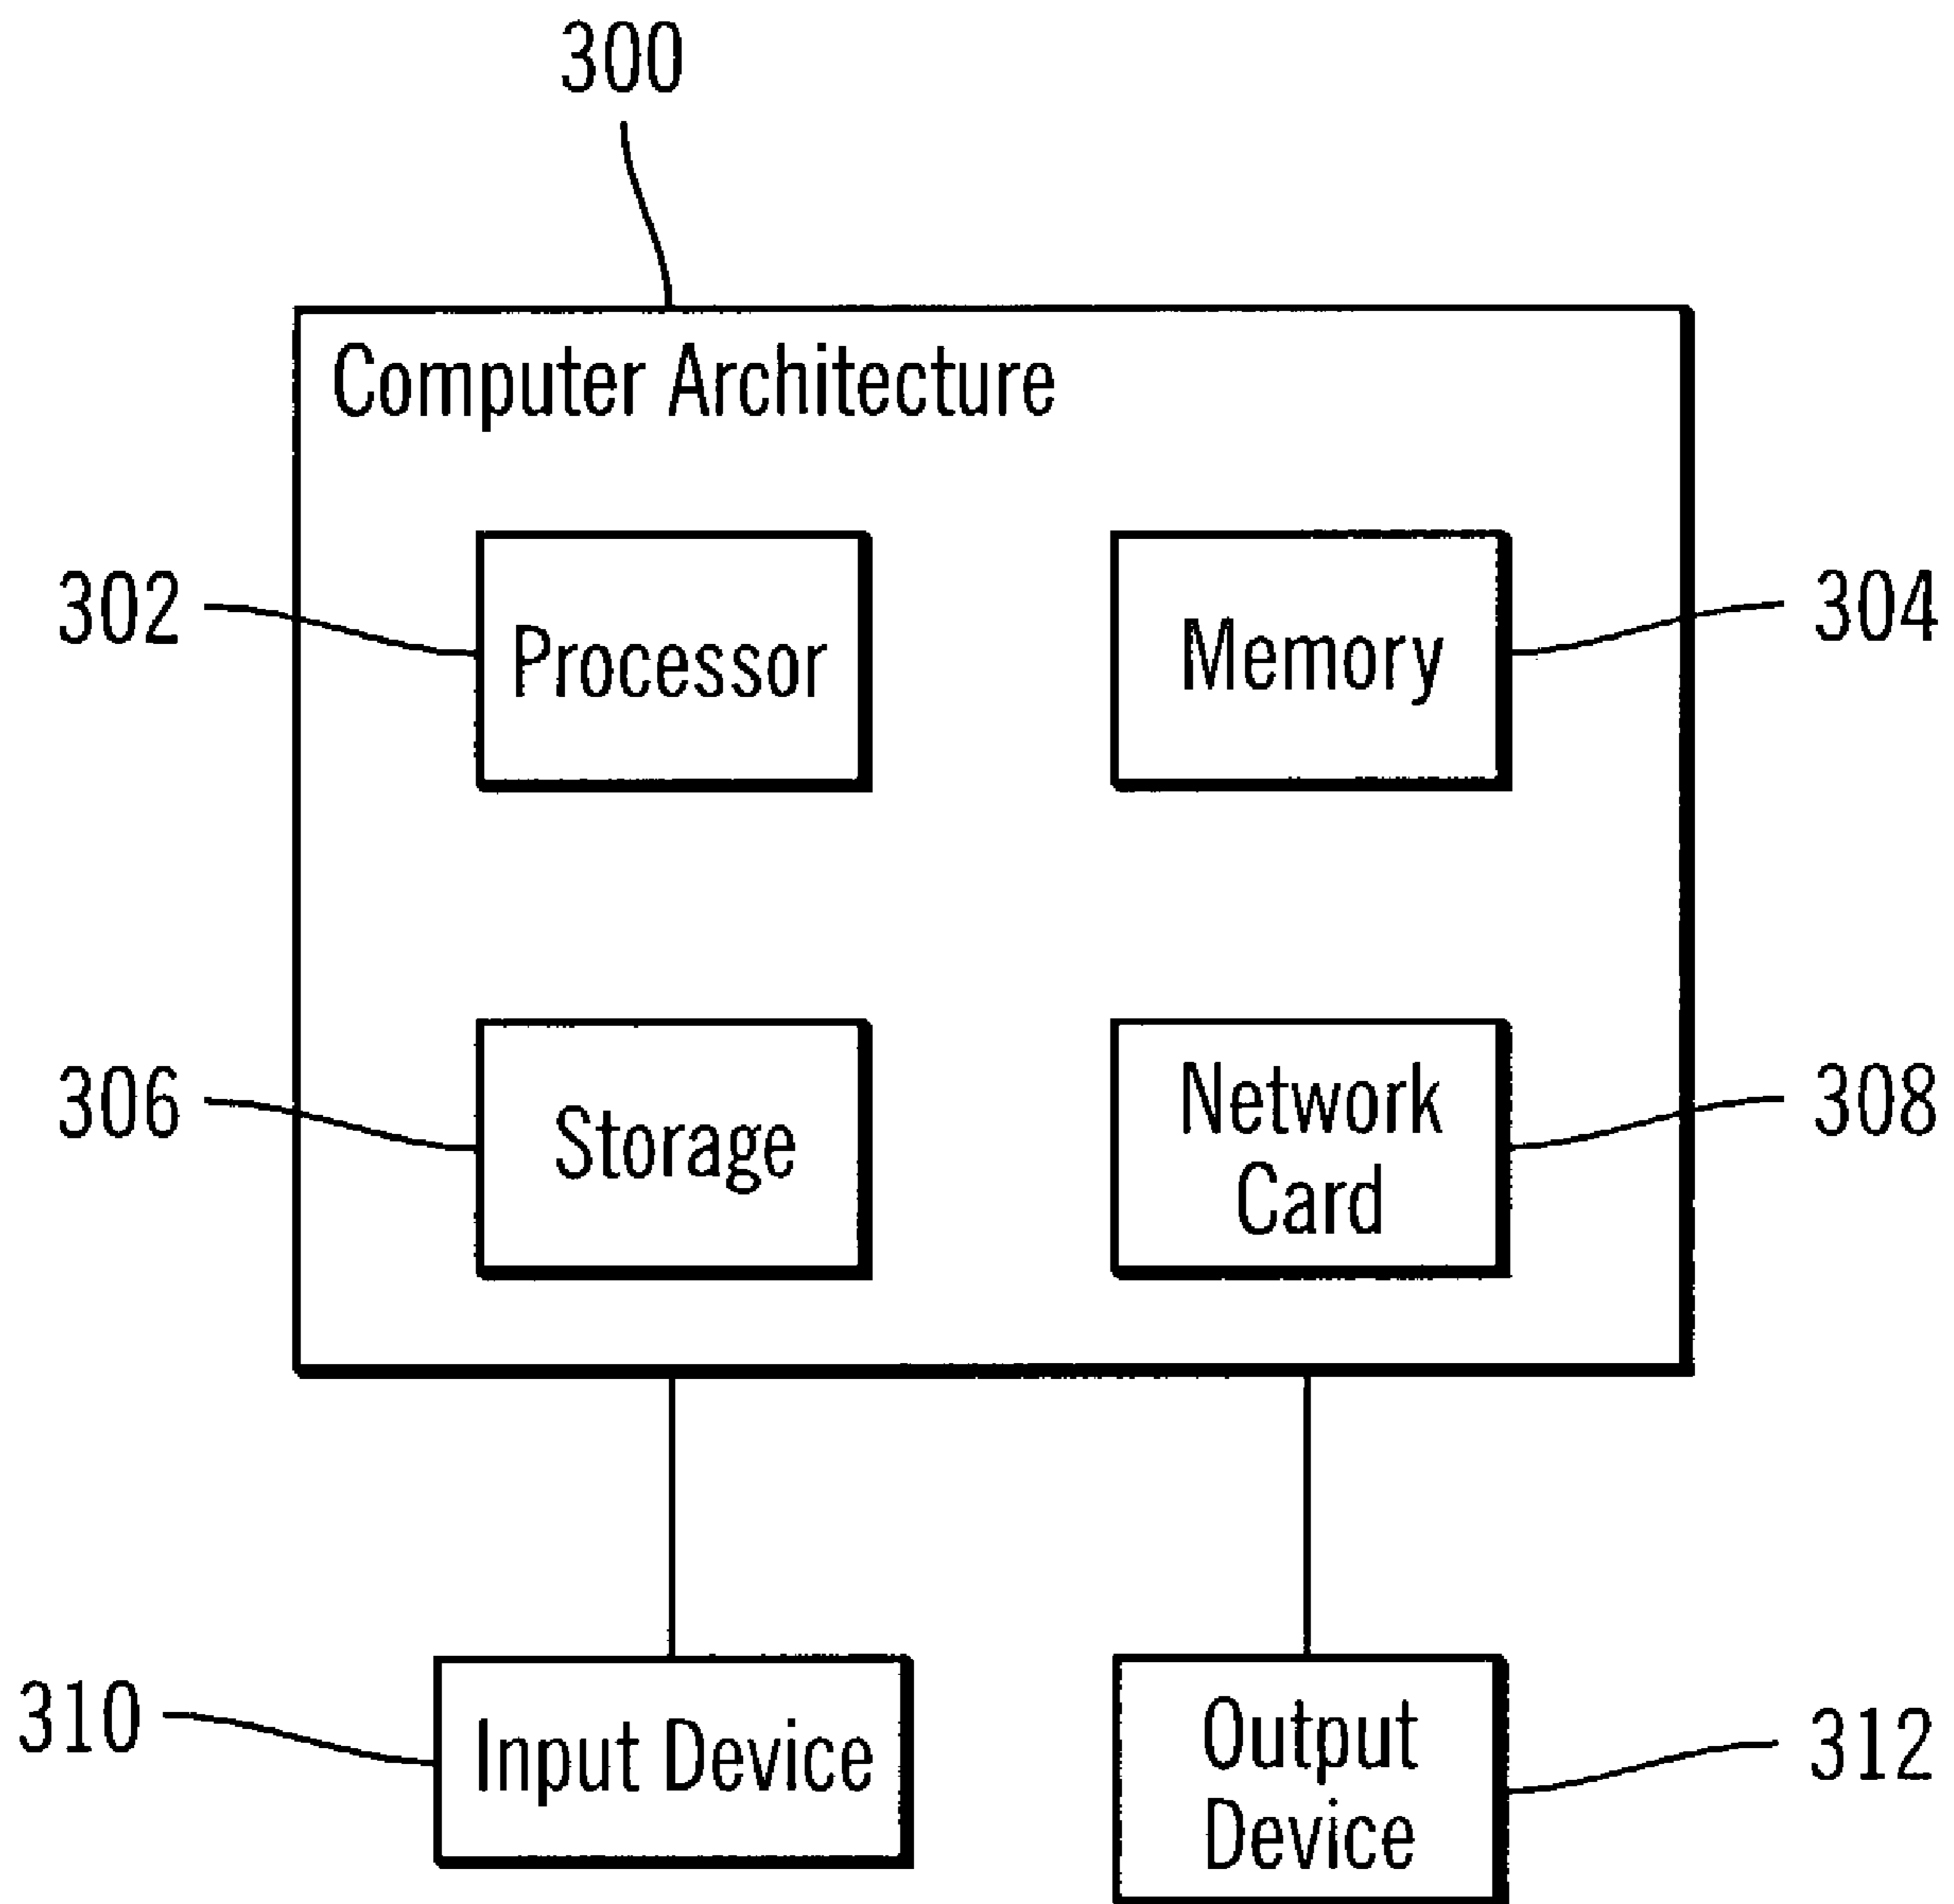 300
Computer Architecture
302
Processor
Memory
304
306
Storage
Network
Card
308
310
Input Device
Output
Device
312